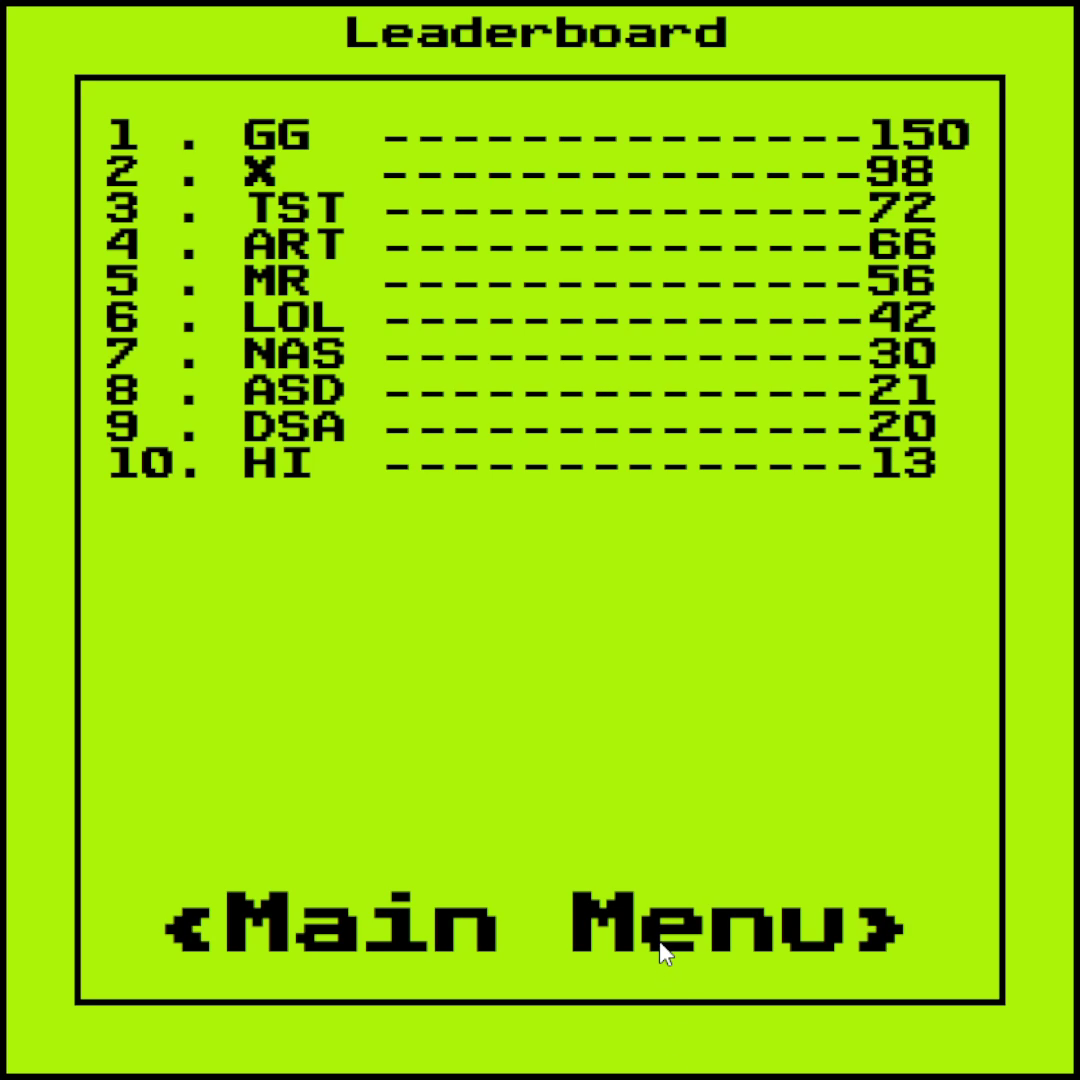 Leaderboard
1 . GG --------------150
2 . X --------------98
3 . TST --------------72
4 . ART --------------66
5 . MR --------------56
6 . LOL --------------42
7 . NAS --------------30
8 . ASD --------------21
9 . DSA --------------20
10. HI --------------13
<Main Menu>